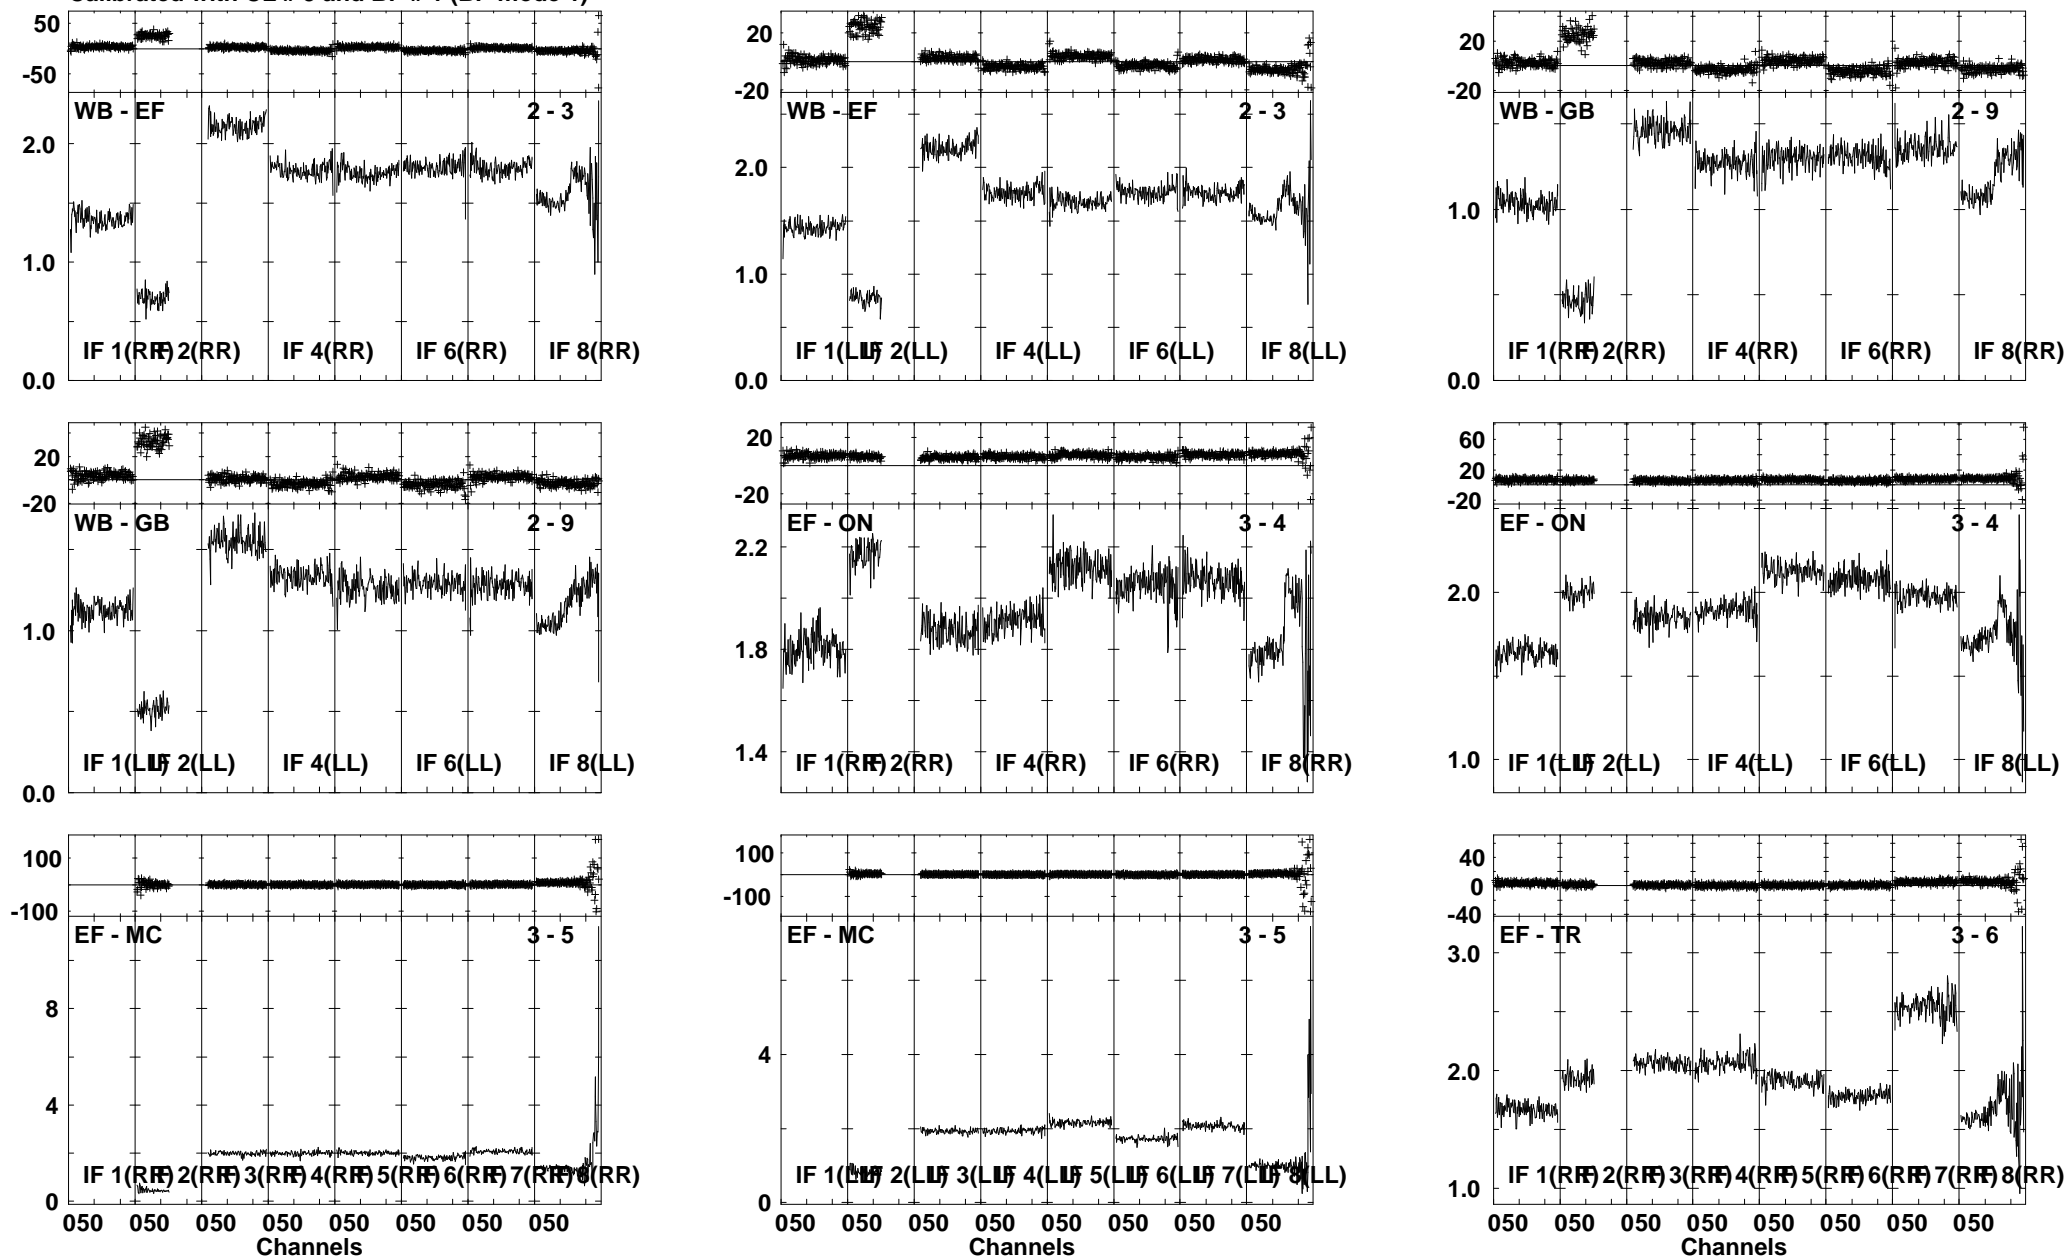 50
-50
WB - EF 2 - 3
2.0
1.0
0.0
IF 1(RR) 2(RR) IF 4(RR) IF 6(RR) IF 8(RR)
20
-20
WB - EF 2 - 3
2.0
1.0
0.0
IF 1(LL) IF 2(LL) IF 4(LL) IF 6(LL) IF 8(LL)
20
-20
WB - GB 2 - 9
1.0
0.0
IF 1(RR) 2(RR) IF 4(RR) IF 6(RR) IF 8(RR)
20
-20
WB - GB 2 - 9
1.0
0.0
IF 1(LL) IF 2(LL) IF 4(LL) IF 6(LL) IF 8(LL)
20
-20
EF - ON 3 - 4
2.2
2.0
1.8
1.6
1.4
IF 1(RR) 2(RR) IF 4(RR) IF 6(RR) IF 8(RR)
60
20
-20
EF - ON 3 - 4
2.0
1.0
IF 1(LL) IF 2(LL) IF 4(LL) IF 6(LL) IF 8(LL)
100
-100
EF - MC 3 - 5
8
4
0
IF 1(RR) 2(RR) 3(RR) 4(RR) 5(RR) 6(RR) 7(RR) 8(RR)
050 050 050 050 050 050 050 050
Channels
100
-100
EF - MC 3 - 5
4
0
IF 1(LL) IF 2(LL) IF 3(LL) IF 4(LL) IF 5(LL) IF 6(LL) IF 7(LL) IF 8(LL)
050 050 050 050 050 050 050 050
40
0
-40
EF - TR 3 - 6
3.0
2.0
1.0
IF 1(RR) 2(RR) 3(RR) 4(RR) 5(RR) 6(RR) 7(RR) 8(RR)
050 050 050 050 050 050 050 050
Channels